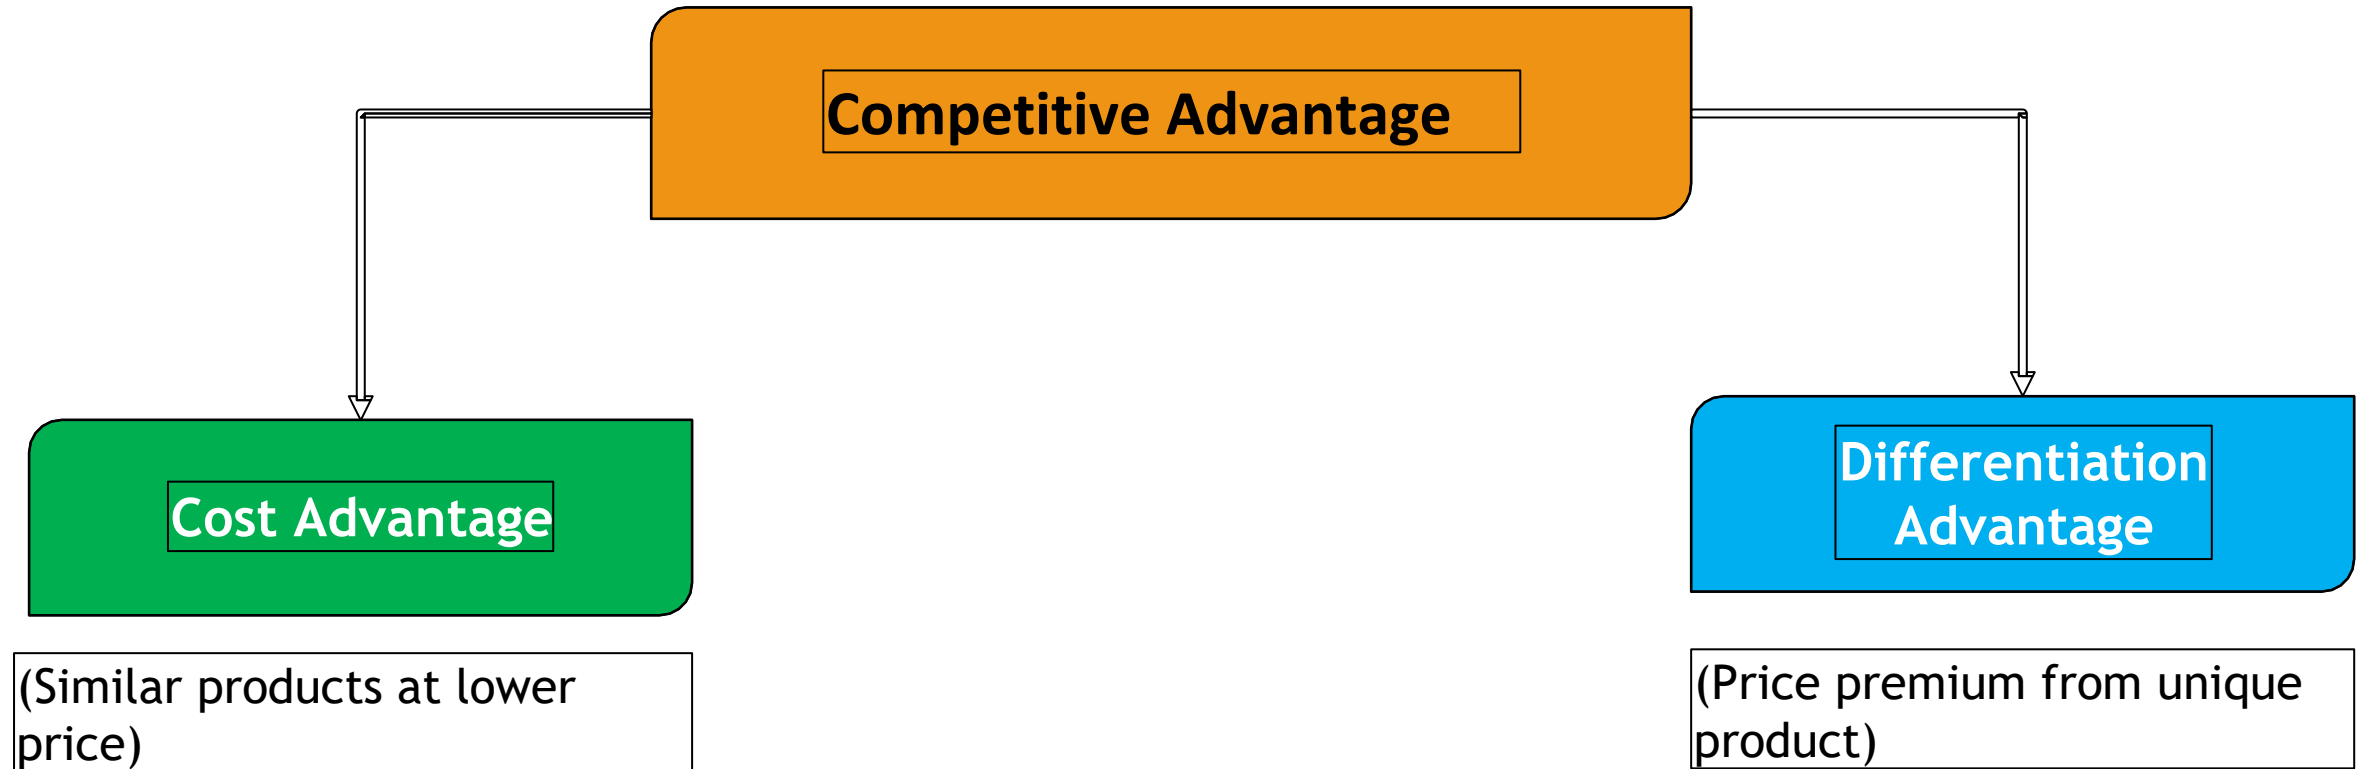 Competitive Advantage
Cost Advantage
Differentiation
Advantage
(Similar products at lower
price)
(Price premium from unique
product)